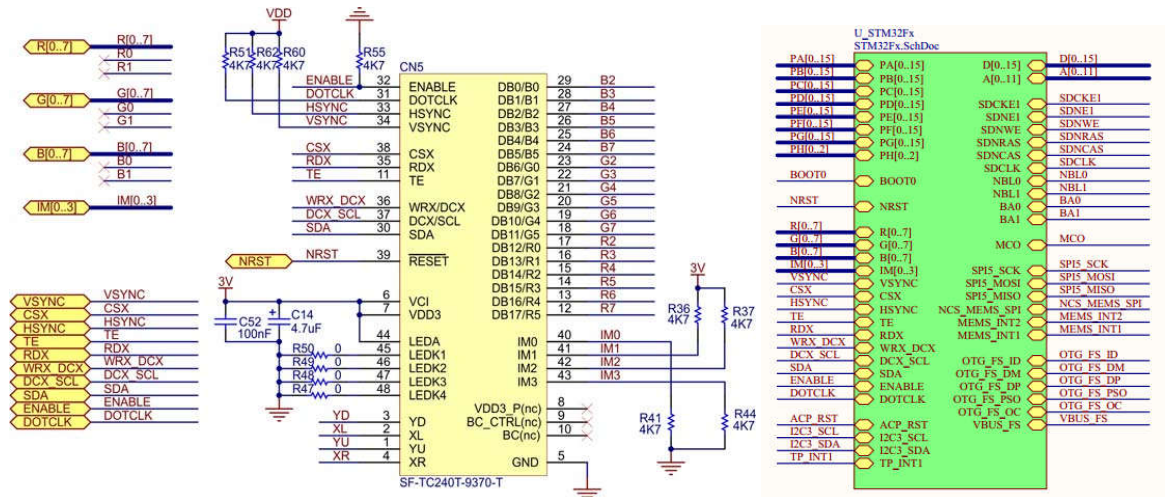 R[0..7] R[0..7]
R0
R1
G[0..7] G[0..7]
G0
G1
B[0..7] B[0..7]
B0
B1
IM[0..3] IM[0..3]
VSYNC VSYNC
CSX CSX
HSYNC HSYNC
TE TE
RDX RDX
WRX_DCX WRX_DCX
DCX_SCL DCX_SCL
SDA SDA
ENABLE ENABLE
DOTCLK DOTCLK
VDD
R51 R62 R60
4K7 4K7 4K7
R55
4K7
CN5
ENABLE 32 ENABLE
DOTCLK 31 DOTCLK
HSYNC 33 HSYNC
VSYNC 34 VSYNC
CSX 38 CSX
RDX 35 RDX
TE 11 TE
WRX_DCX 36 WRX/DCX
DCX_SCL 37 DCX/SCL
SDA 30 SDA
NRST NRST 39 RESET
3V
6 VCI
7 VDD3
C52
100nF
+ C14
4.7uF
44 LEDA
R50 0 45 LEDK1
R49 0 46 LEDK2
R48 0 47 LEDK3
R47 0 48 LEDK4
YD 3 YD
XL 2 XL
YU 1 YU
XR 4 XR
DB0/B0 29 B2
DB1/B1 28 B3
DB2/B2 27 B4
DB3/B3 26 B5
DB4/B4 25 B6
DB5/B5 24 B7
DB6/G0 23 G2
DB7/G1 22 G3
DB8/G2 21 G4
DB9/G3 20 G5
DB10/G4 19 G6
DB11/G5 18 G7
DB12/R0 17 R2
DB13/R1 16 R3
DB14/R2 15 R4
DB15/R3 14 R5
DB16/R4 13 R6
DB17/R5 12 R7
IM0 40 IM0
IM1 41 IM1
IM2 42 IM2
IM3 43 IM3
VDD3_P(nc) 8
BC_CTRL(nc) 9
BC(nc) 10
GND 5
SF-TC240T-9370-T
3V
R36
4K7
R37
4K7
R41
4K7
R44
4K7
U_STM32Fx
STM32Fx.SchDoc
PA[0..15] PA[0..15]
PB[0..15] PB[0..15]
PC[0..15] PC[0..15]
PD[0..15] PD[0..15]
PE[0..15] PE[0..15]
PF[0..15] PF[0..15]
PG[0..15] PG[0..15]
PH[0..2] PH[0..2]
BOOT0 BOOT0
NRST NRST
R[0..7] R[0..7]
G[0..7] G[0..7]
B[0..7] B[0..7]
IM[0..3] IM[0..3]
VSYNC VSYNC
CSX CSX
HSYNC HSYNC
TE TE
RDX RDX
WRX_DCX WRX_DCX
DCX_SCL DCX_SCL
SDA SDA
ENABLE ENABLE
DOTCLK DOTCLK
ACP_RST ACP_RST
I2C3_SCL I2C3_SCL
I2C3_SDA I2C3_SDA
TP_INT1 TP_INT1
D[0..15] D[0..15]
A[0..11] A[0..11]
SDCKE1 SDCKE1
SDNE1 SDNE1
SDNWE SDNWE
SDNRAS SDNRAS
SDNCAS SDNCAS
SDCLK SDCLK
NBL0 NBL0
NBL1 NBL1
BA0 BA0
BA1 BA1
MCO MCO
SPI5_SCK SPI5_SCK
SPI5_MOSI SPI5_MOSI
SPI5_MISO SPI5_MISO
NCS_MEMS_SPI NCS_MEMS_SPI
MEMS_INT2 MEMS_INT2
MEMS_INT1 MEMS_INT1
OTG_FS_ID OTG_FS_ID
OTG_FS_DM OTG_FS_DM
OTG_FS_DP OTG_FS_DP
OTG_FS_PSO OTG_FS_PSO
OTG_FS_OC OTG_FS_OC
VBUS_FS VBUS_FS